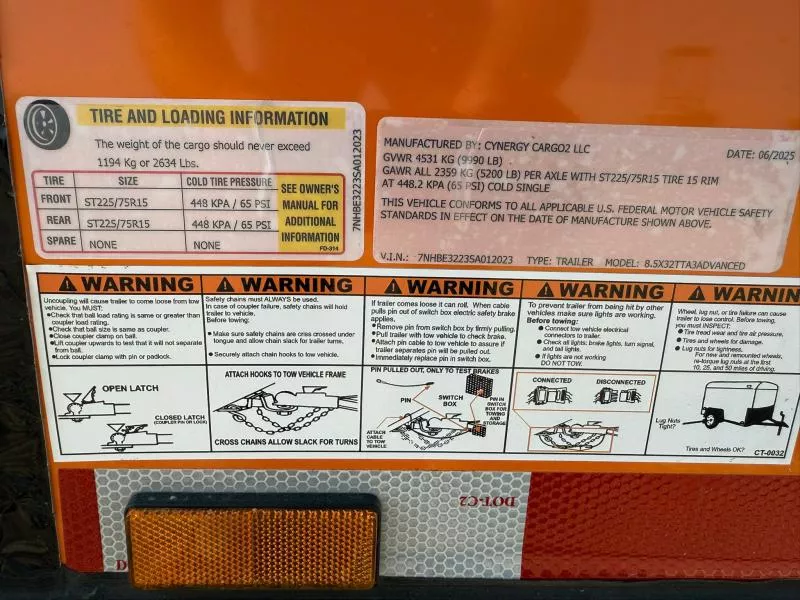 TIRE AND LOADING INFORMATION
The weight of the cargo should never exceed
1194 Kg or 2634 Lbs.
TIRE SIZE COLD TIRE PRESSURE
FRONT ST225/75R15 448 KPA / 65 PSI
REAR ST225/75R15 448 KPA / 65 PSI
SPARE NONE NONE
SEE OWNER'S
MANUAL FOR
ADDITIONAL
INFORMATION
FD-314
7NHBE3223SA012023
MANUFACTURED BY: CYNERGY CARGO2 LLC DATE: 06/2025
GVWR 4531 KG (9990 LB)
GAWR ALL 2359 KG (5200 LB) PER AXLE WITH ST225/75R15 TIRE 15 RIM
AT 448.2 KPA (65 PSI) COLD SINGLE
THIS VEHICLE CONFORMS TO ALL APPLICABLE U.S. FEDERAL MOTOR VEHICLE SAFETY
STANDARDS IN EFFECT ON THE DATE OF MANUFACTURE SHOWN ABOVE.
V.I.N.: 7NHBE3223SA012023 TYPE: TRAILER MODEL: 8.5X32TTA3ADVANCED
WARNING
Uncoupling will cause trailer to come loose from tow
vehicle. You MUST:
●Check that ball load rating is same or greater than
coupler load rating.
●Check that ball size is same as coupler.
●Close coupler clamp on ball.
●Lift coupler upwards to test that it will not separate
from ball.
●Lock coupler clamp with pin or padlock.
OPEN LATCH
CLOSED LATCH
(COUPLER PIN OR LOCK)
WARNING
Safety chains must ALWAYS be used.
In case of coupler failure, safety chains will hold
trailer to vehicle.
Before towing:
● Make sure safety chains are criss crossed under
tongue and allow chain slack for trailer turns.
● Securely attach chain hooks to tow vehicle.
ATTACH HOOKS TO TOW VEHICLE FRAME
CROSS CHAINS ALLOW SLACK FOR TURNS
WARNING
If trailer comes loose it can roll. When cable
pulls pin out of switch box electric safety brake
applies.
● Remove pin from switch by firmly pulling.
● Pull trailer with tow vehicle to check brake.
● Attach pin cable to tow vehicle to assure if
trailer separates pin will be pulled out.
● Immediately replace pin in switch box.
PIN PULLED OUT, ONLY TO TEST BRAKES
PIN
SWITCH
BOX
PIN IN
SWITCH
BOX FOR
TOWING
AND
STORAGE
ATTACH
CABLE
TO TOW
VEHICLE
WARNING
To prevent trailer from being hit by other
vehicles make sure lights are working.
Before towing:
● Connect tow vehicle electrical
connectors to trailer.
● Check all lights: brake lights, turn signal,
and tail lights.
● If lights are not working
DO NOT TOW.
CONNECTED DISCONNECTED
WARNIN
Wheel, lug nut, or tire failure can cause
trailer to lose control. Before towing,
you must INSPECT:
● Tire tread wear and tire air pressure.
● Tires and wheels for damage.
● Lug nuts for tightness.
For new and remounted wheels,
re-torque lug nuts at the first
10, 25, and 50 miles of driving.
Lug Nuts
Tight?
Tires and Wheels OK?
CT-0032
DOT-C2
D